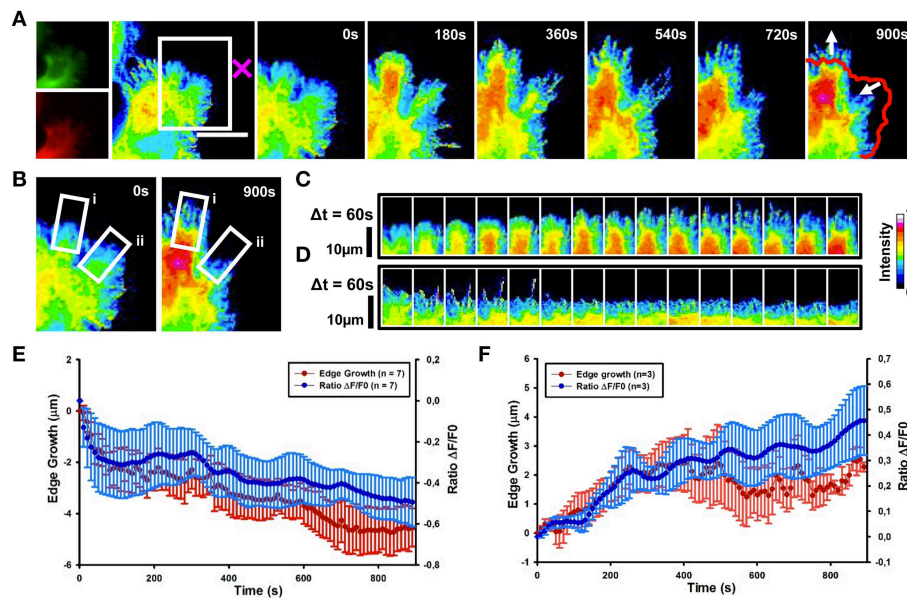 A
0s
180s
360s
540s
720s
900s
B
0s
i
ii
900s
i
ii
C
Δt = 60s
10μm
D
Δt = 60s
10μm
Intensity
E
Edge Growth (n = 7)
Ratio ΔF/F0 (n = 7)
Edge Growth (μm)
2
0
-2
-4
-6
0,2
0,0
-0,2
-0,4
-0,6
-0,8
Ratio ΔF/F0
0
200
400
600
800
Time (s)
F
Edge growth (n=3)
Ratio ΔF/F0 (n=3)
Edge Growth (μm)
6
5
4
3
2
1
0
-1
0,7
0,6
0,5
0,4
0,3
0,2
0,1
0,0
-0,1
Ratio ΔF/F0
0
200
400
600
800
Time (s)